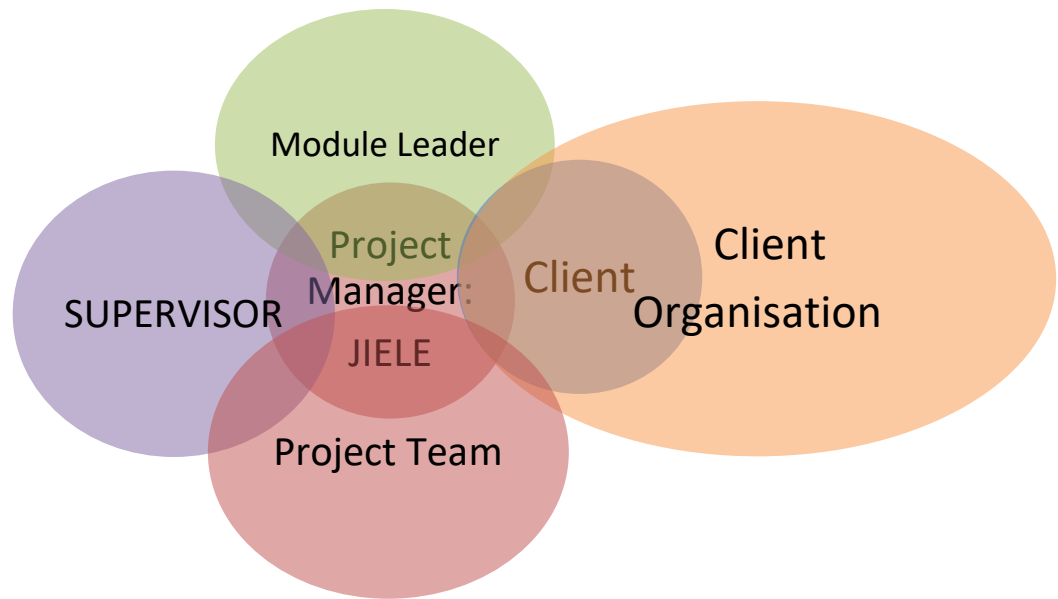 Module Leader
Project
Manager:
JIELE
SUPERVISOR
Client
Client
Organisation
Project Team